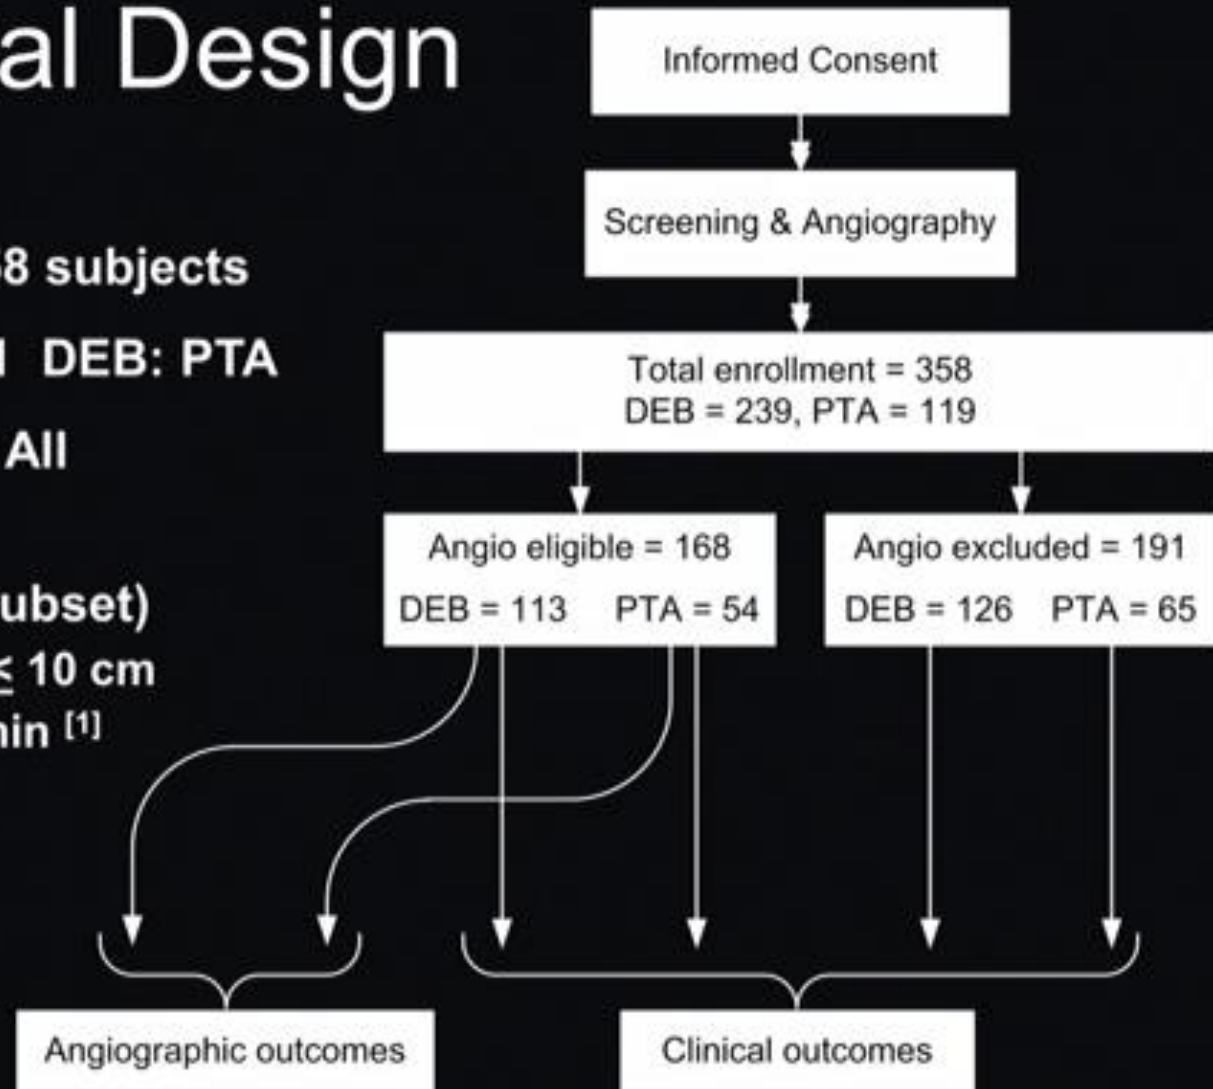 al Design
8 subjects
DEB: PTA
All
ubset)
≤ 10 cm
in [1]
Informed Consent
Screening & Angiography
Total enrollment = 358
DEB = 239, PTA = 119
Angio eligible = 168
DEB = 113 PTA = 54
Angio excluded = 191
DEB = 126 PTA = 65
Angiographic outcomes
Clinical outcomes